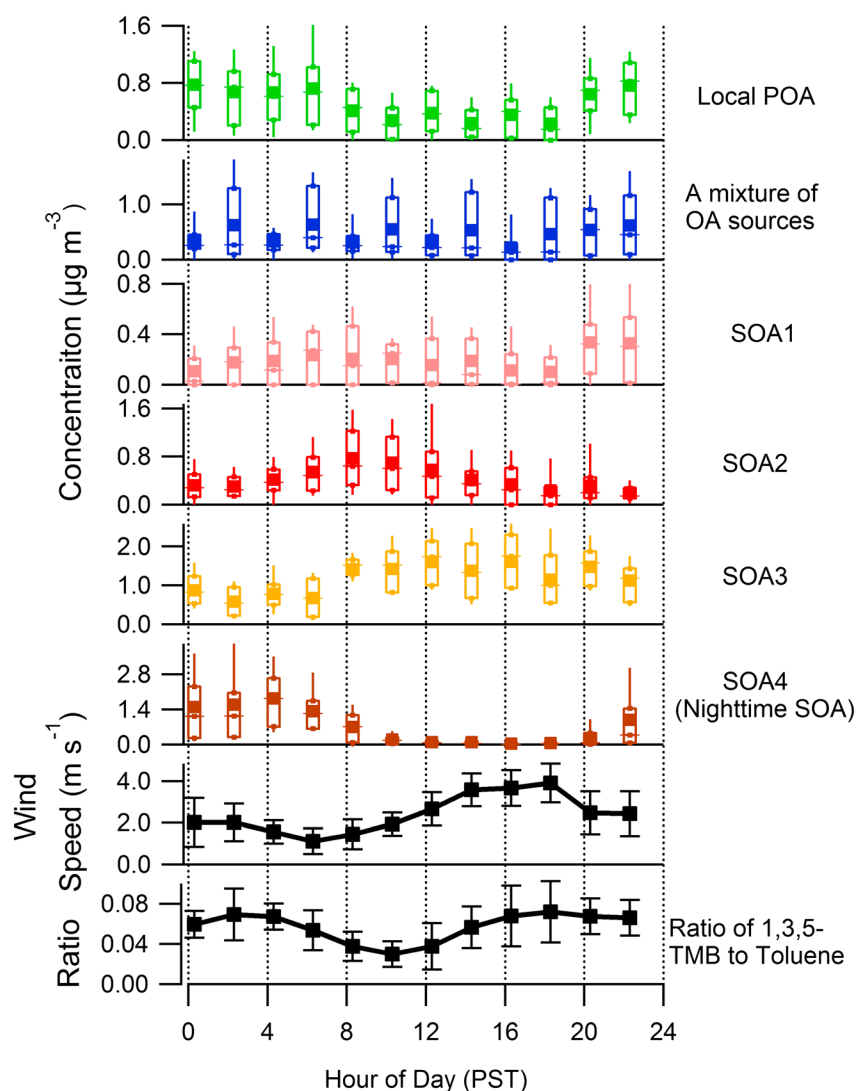 1.6
0.8
0.0
Local POA
1.0
0.0
A mixture of
OA sources
0.8
0.4
0.0
SOA1
Concentraiton (µg m-3)
1.6
0.8
0.0
SOA2
2.0
1.0
0.0
SOA3
2.8
1.4
0.0
SOA4
(Nighttime SOA)
Wind
Speed (m s-1)
4.0
2.0
0.0
Ratio
0.08
0.04
0.00
Ratio of 1,3,5-
TMB to Toluene
0 4 8 12 16 20 24
Hour of Day (PST)